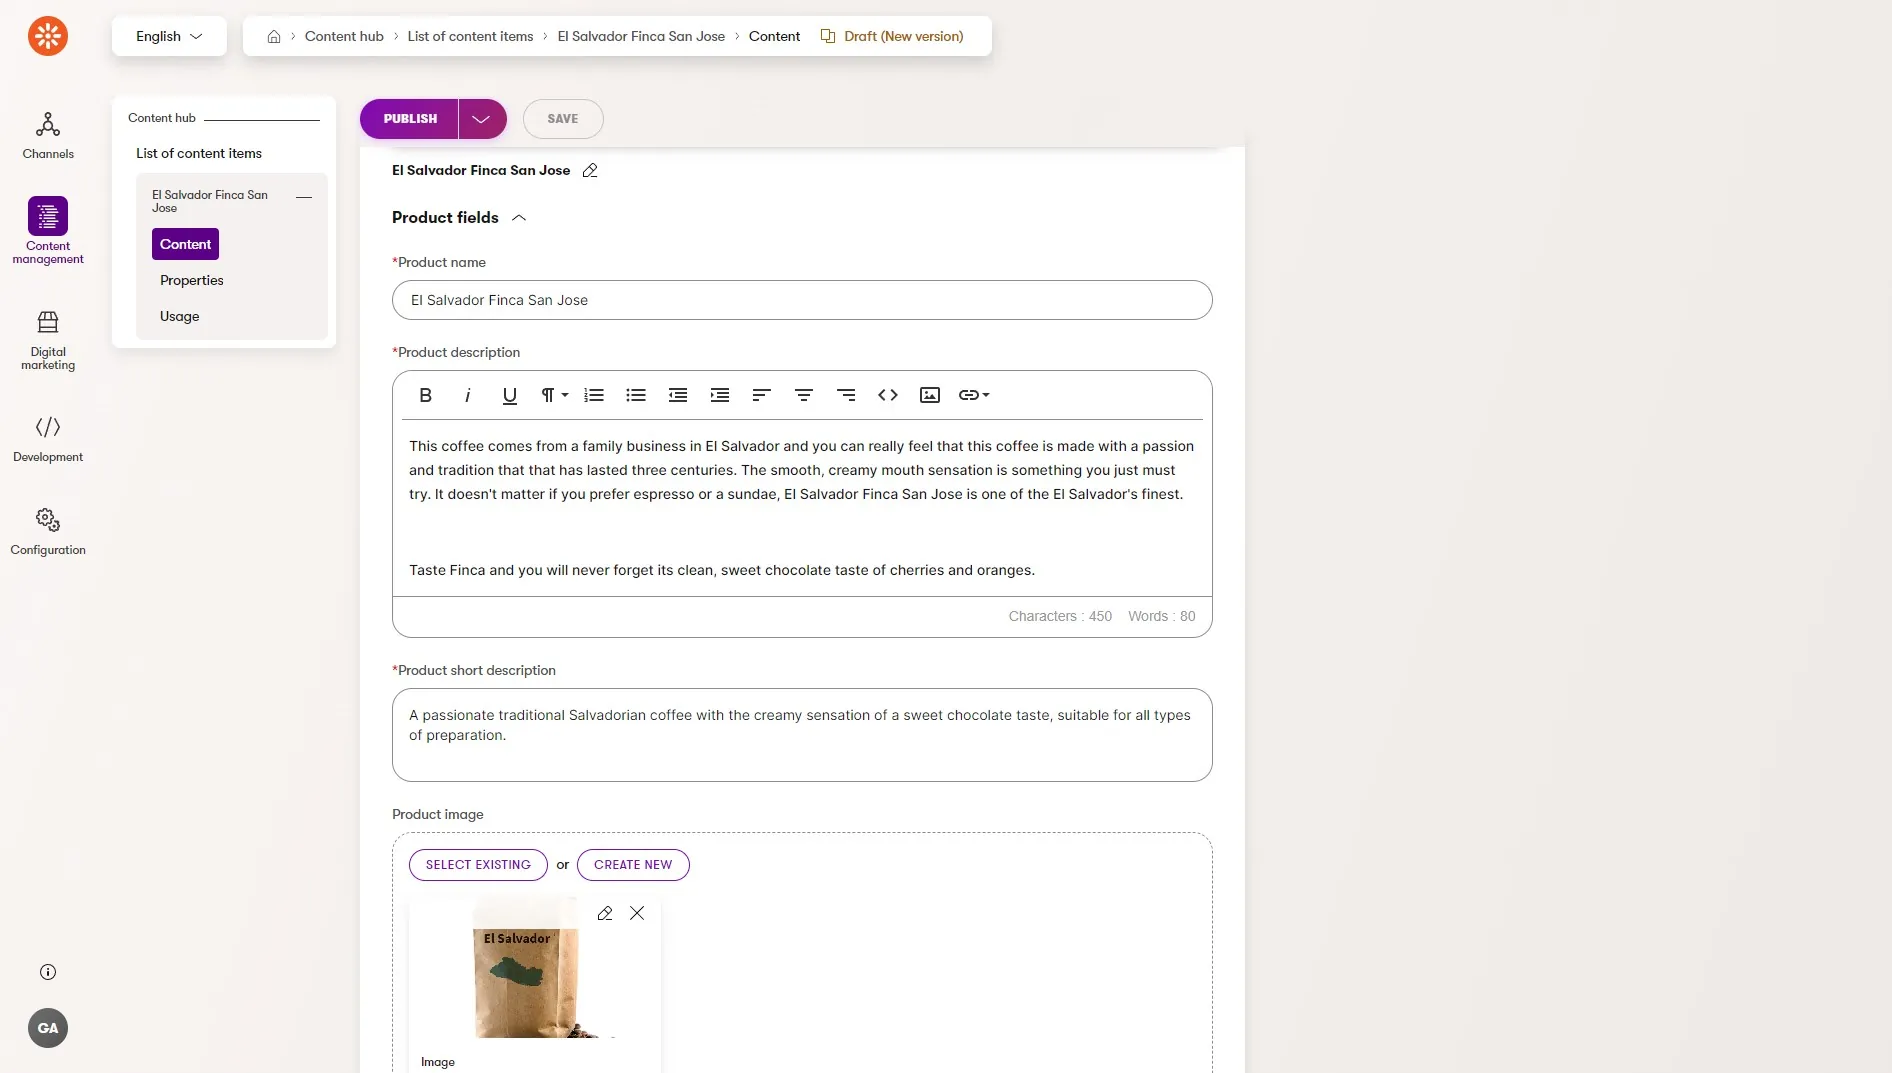 English
Content hub
List of content items
El Salvador Finca San Jose
Content
Draft (New version)
Channels
Content
management
Digital
marketing
Development
Configuration
GA
Content hub
List of content items
El Salvador Finca San
Jose
Content
Properties
Usage
PUBLISH
SAVE
El Salvador Finca San Jose
Product fields
*Product name
El Salvador Finca San Jose
*Product description
This coffee comes from a family business in El Salvador and you can really feel that this coffee is made with a passion
and tradition that that has lasted three centuries. The smooth, creamy mouth sensation is something you just must
try. It doesn't matter if you prefer espresso or a sundae, El Salvador Finca San Jose is one of the El Salvador's finest.
Taste Finca and you will never forget its clean, sweet chocolate taste of cherries and oranges.
Characters : 450 Words : 80
*Product short description
A passionate traditional Salvadorian coffee with the creamy sensation of a sweet chocolate taste, suitable for all types
of preparation.
Product image
SELECT EXISTING or CREATE NEW
El Salvador
Image